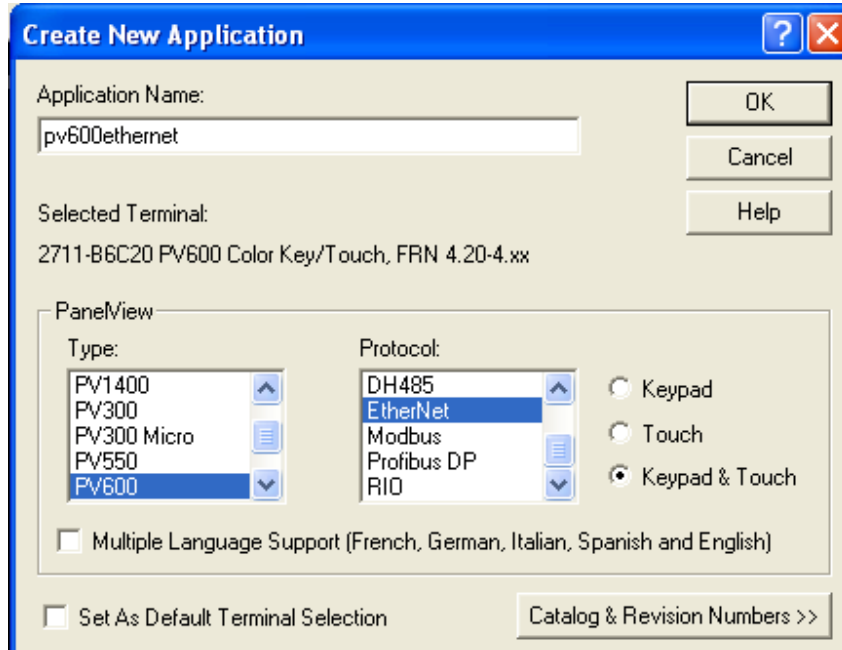 Create New Application
Application Name:
pv600ethernet
OK
Cancel
Help
Selected Terminal:
2711-B6C20 PV600 Color Key/Touch, FRN 4.20-4.xx
PanelView
Type:
PV1400
PV300
PV300 Micro
PV550
PV600
Protocol:
DH485
EtherNet
Modbus
Profibus DP
RIO
Keypad
Touch
Keypad & Touch
Multiple Language Support (French, German, Italian, Spanish and English)
Set As Default Terminal Selection
Catalog & Revision Numbers >>